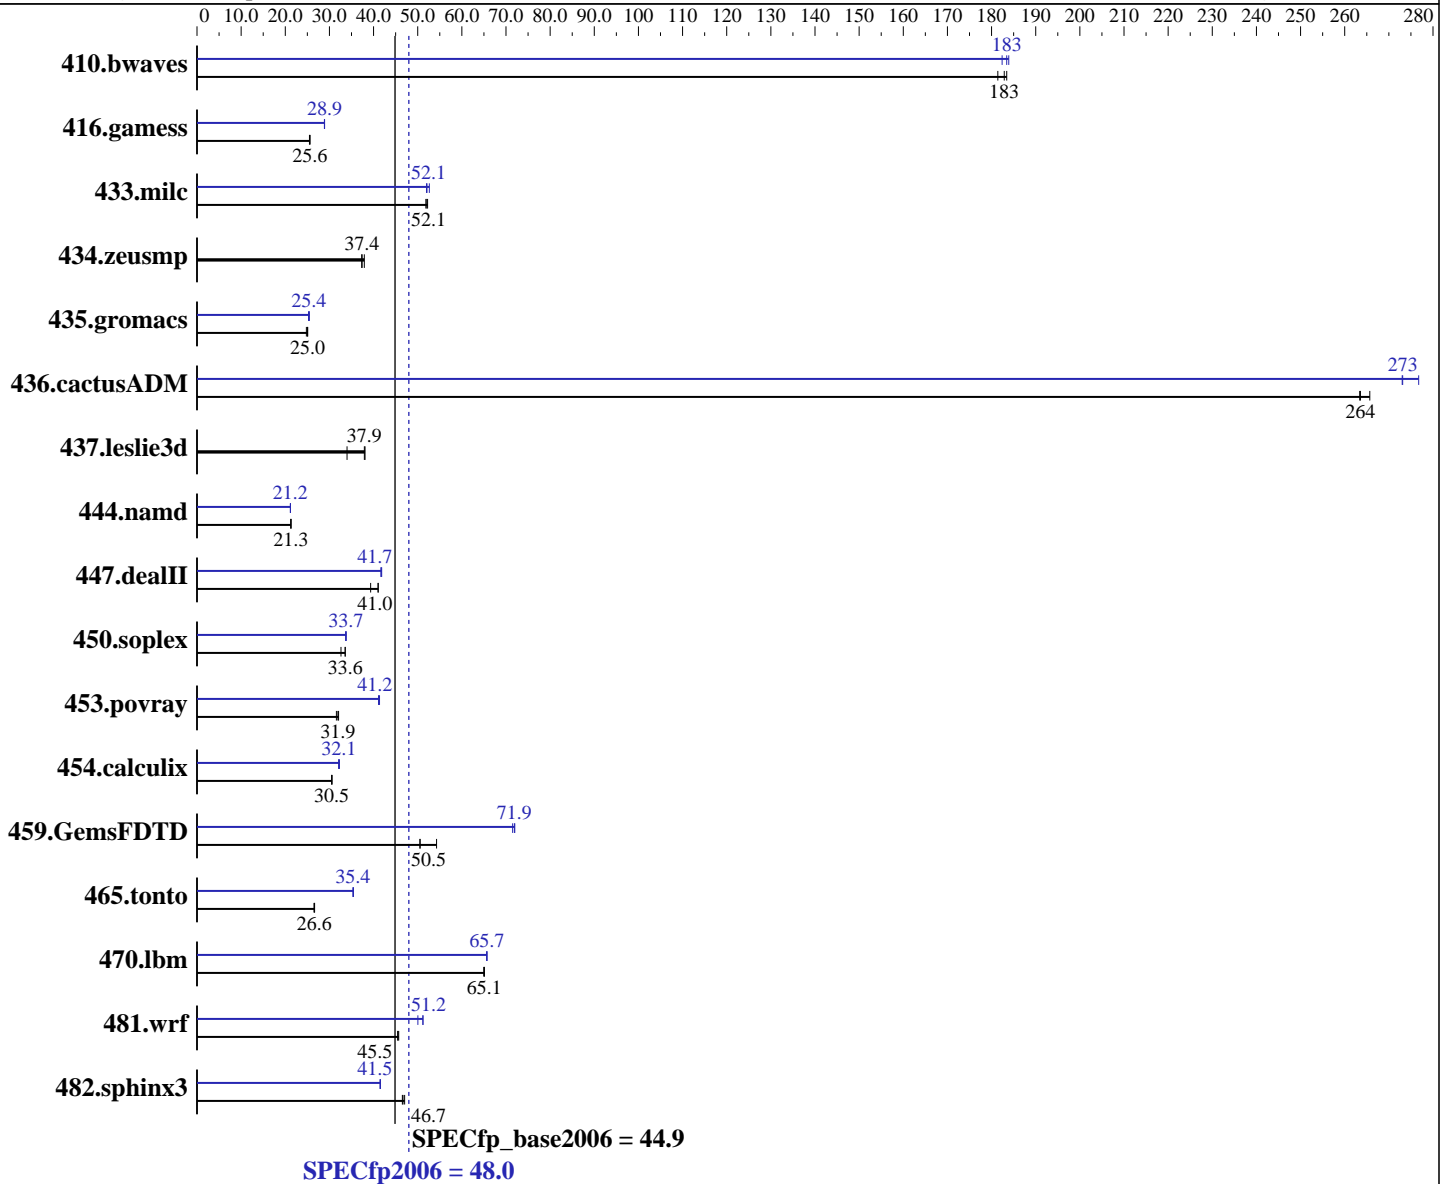 0 10.0 20.0 30.0 40.0 50.0 60.0 70.0 80.0 90.0 100 110 120 130 140 150 160 170 180 190 200 210 220 230 240 250 260 280
183
410.bwaves
183
28.9
416.gamess
25.6
52.1
433.milc
52.1
37.4
434.zeusmp
25.4
435.gromacs
25.0
273
436.cactusADM
264
37.9
437.leslie3d
21.2
444.namd
21.3
41.7
447.dealII
41.0
33.7
450.soplex
33.6
41.2
453.povray
31.9
32.1
454.calculix
30.5
71.9
459.GemsFDTD
50.5
35.4
465.tonto
26.6
65.7
470.lbm
65.1
51.2
481.wrf
45.5
41.5
482.sphinx3
46.7
SPECfp_base2006 = 44.9
SPECfp2006 = 48.0